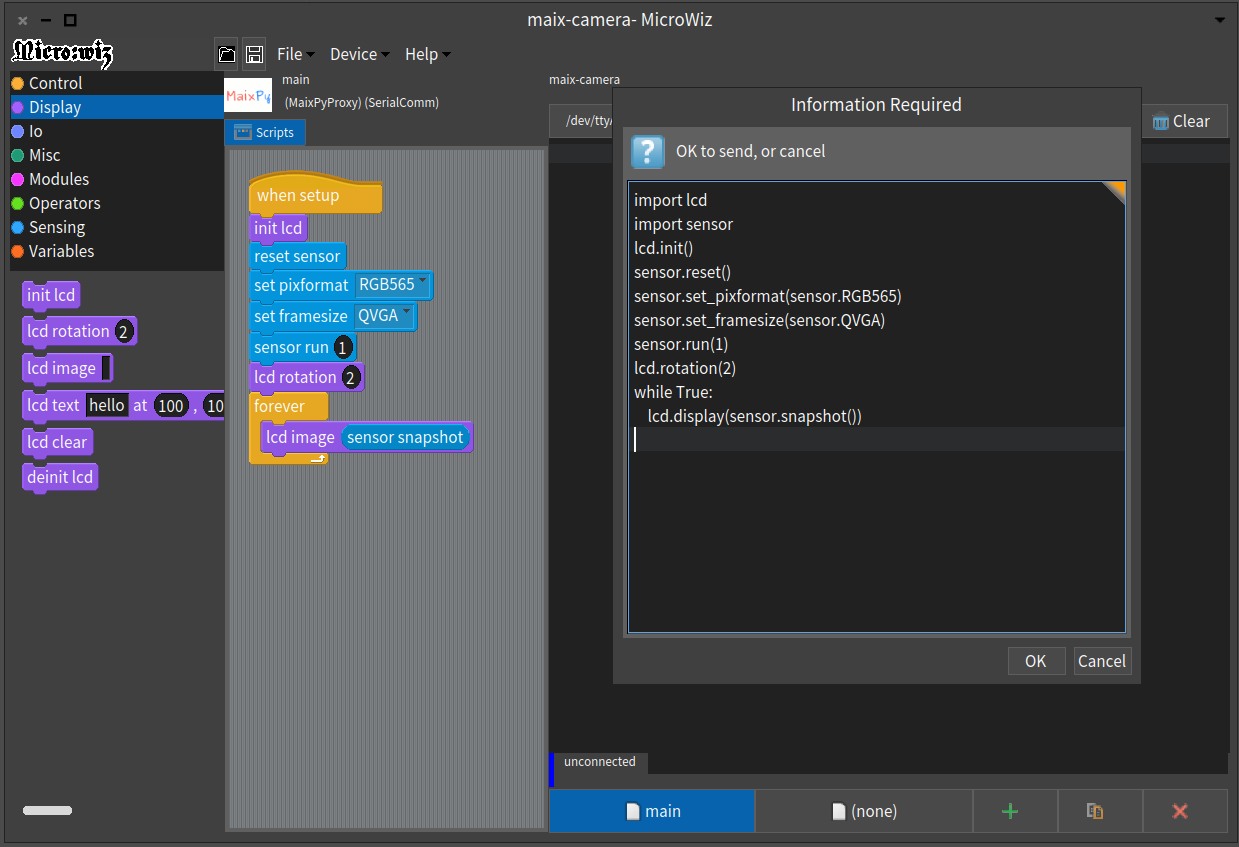 maix-camera- MicroWiz
Micro:wiz
File Device Help
Control
Display
Io
Misc
Modules
Operators
Sensing
Variables
init lcd
lcd rotation 2
lcd image
lcd text hello at 100 , 10
lcd clear
deinit lcd
MaixPy
main
(MaixPyProxy) (SerialComm)
Scripts
when setup
init lcd
reset sensor
set pixformat RGB565
set framesize QVGA
sensor run 1
lcd rotation 2
forever
lcd image sensor snapshot
maix-camera
/dev/tty
Clear
Information Required
OK to send, or cancel
import lcd
import sensor
lcd.init()
sensor.reset()
sensor.set_pixformat(sensor.RGB565)
sensor.set_framesize(sensor.QVGA)
sensor.run(1)
lcd.rotation(2)
while True:
   lcd.display(sensor.snapshot())
OK Cancel
unconnected
main (none)